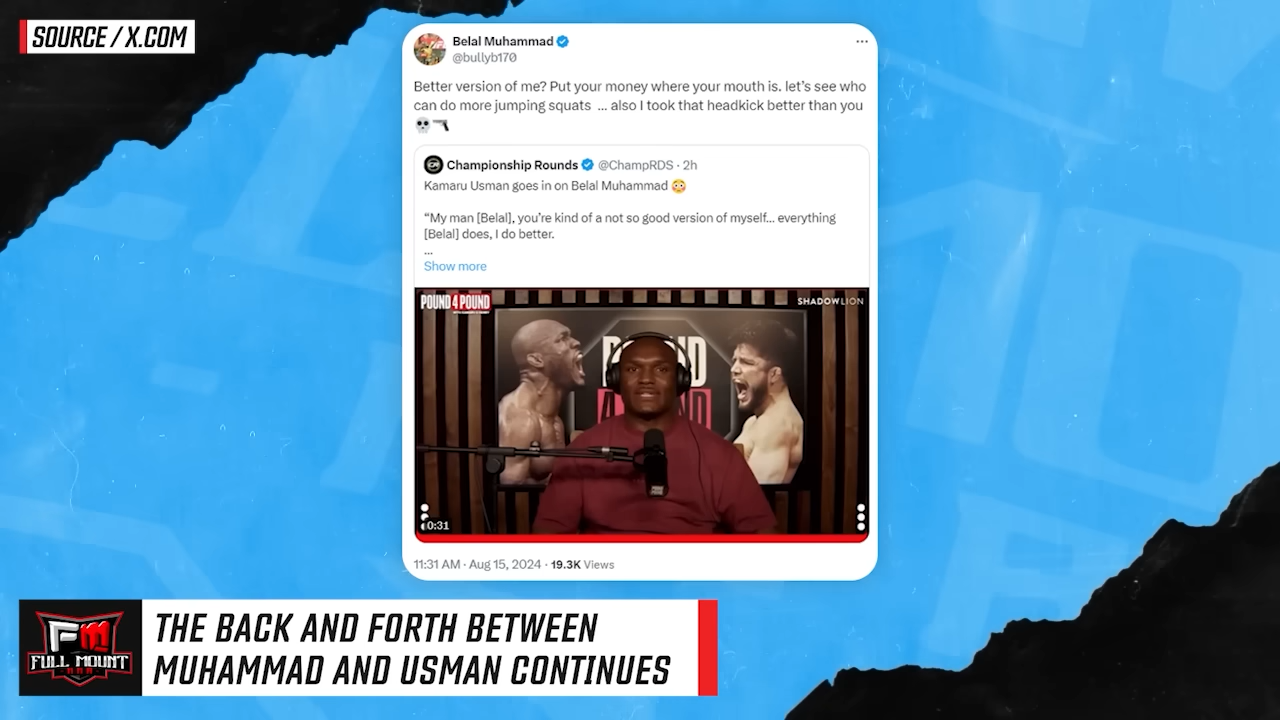 SOURCE / X.COM
Belal Muhammad
@bullyb170
Better version of me? Put your money where your mouth is. let's see who
can do more jumping squats ... also I took that headkick better than you
💀🔫
Championship Rounds @ChampRDS · 2h
Kamaru Usman goes in on Belal Muhammad 😳
“My man [Belal], you're kind of a not so good version of myself... everything
[Belal] does, I do better.
...
Show more
POUND 4 POUND
SHADOW LION
0:31
11:31 AM · Aug 15, 2024 · 19.3K Views
FM
FULL MOUNT
THE BACK AND FORTH BETWEEN
MUHAMMAD AND USMAN CONTINUES